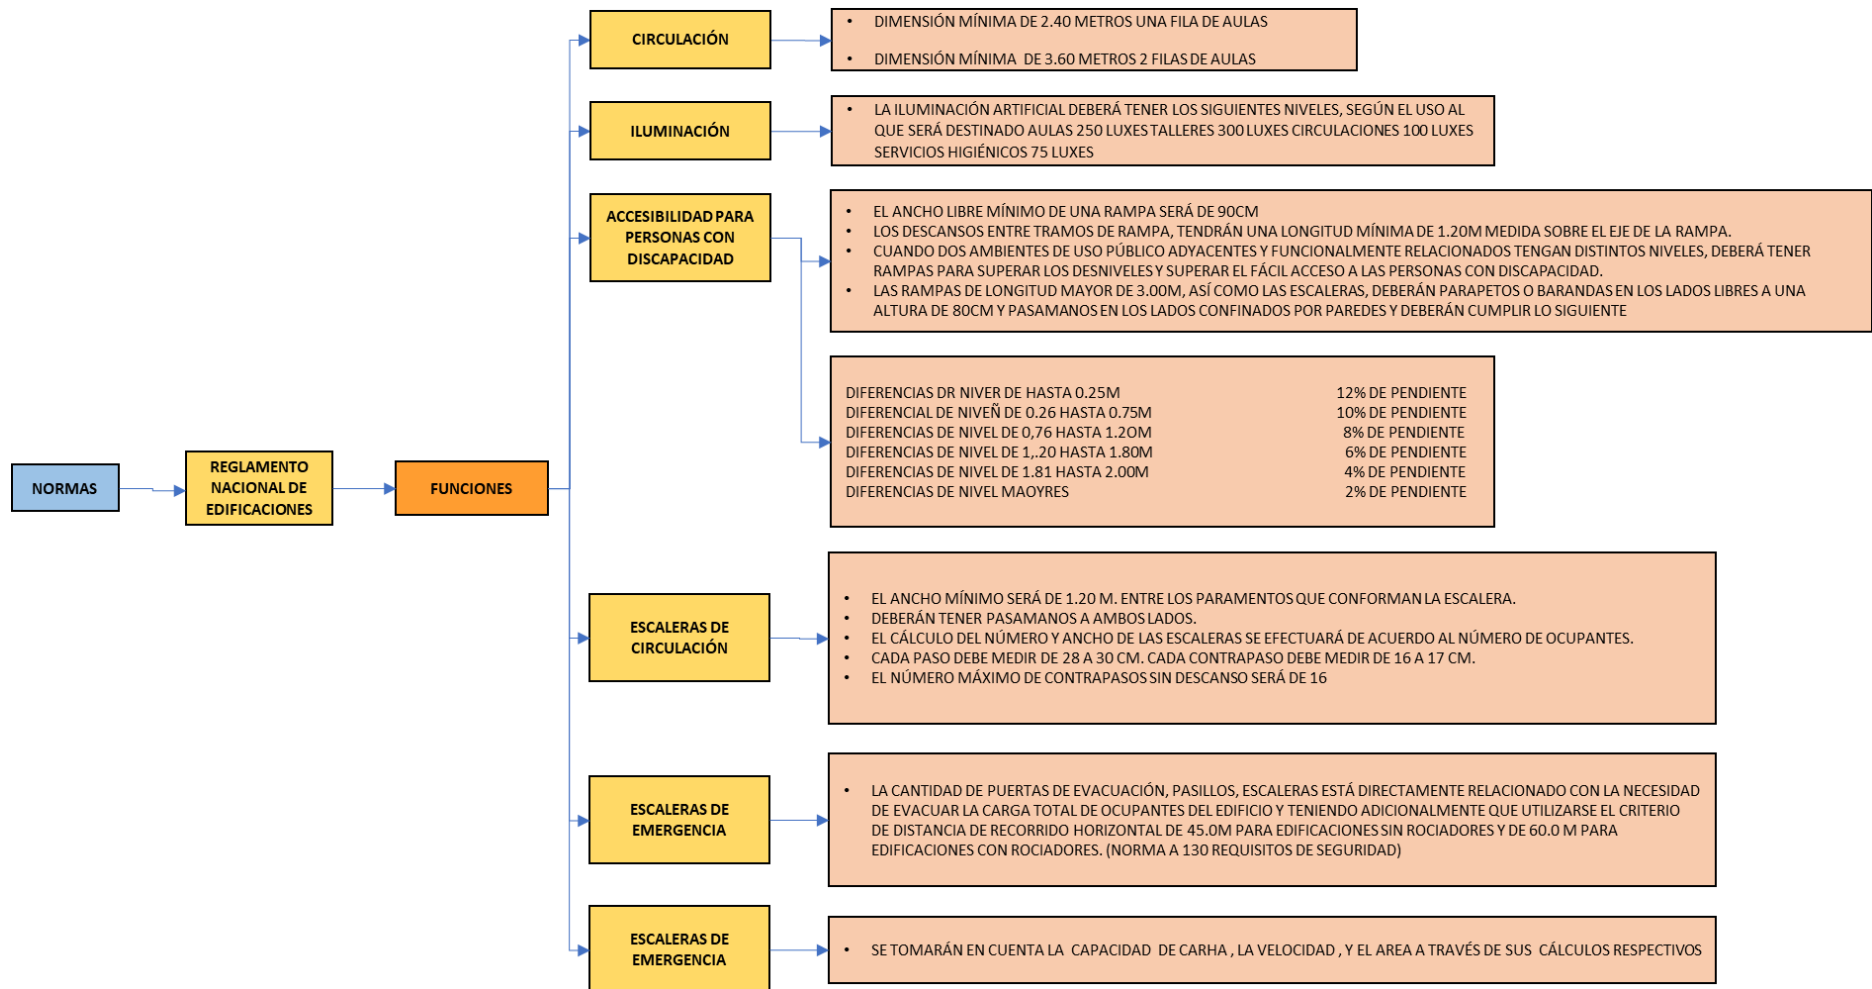 NORMAS
REGLAMENTO
NACIONAL DE
EDIFICACIONES
FUNCIONES
CIRCULACIÓN
• DIMENSIÓN MÍNIMA DE 2.40 METROS UNA FILA DE AULAS
• DIMENSIÓN MÍNIMA DE 3.60 METROS 2 FILAS DE AULAS
ILUMINACIÓN
• LA ILUMINACIÓN ARTIFICIAL DEBERÁ TENER LOS SIGUIENTES NIVELES, SEGÚN EL USO AL
QUE SERÁ DESTINADO AULAS 250 LUXES TALLERES 300 LUXES CIRCULACIONES 100 LUXES
SERVICIOS HIGIÉNICOS 75 LUXES
ACCESIBILIDAD PARA
PERSONAS CON
DISCAPACIDAD
• EL ANCHO LIBRE MÍNIMO DE UNA RAMPA SERÁ DE 90CM
• LOS DESCANSOS ENTRE TRAMOS DE RAMPA, TENDRÁN UNA LONGITUD MÍNIMA DE 1.20M MEDIDA SOBRE EL EJE DE LA RAMPA.
• CUANDO DOS AMBIENTES DE USO PÚBLICO ADYACENTES Y FUNCIONALMENTE RELACIONADOS TENGAN DISTINTOS NIVELES, DEBERÁ TENER
RAMPAS PARA SUPERAR LOS DESNIVELES Y SUPERAR EL FÁCIL ACCESO A LAS PERSONAS CON DISCAPACIDAD.
• LAS RAMPAS DE LONGITUD MAYOR DE 3.00M, ASÍ COMO LAS ESCALERAS, DEBERÁN PARAPETOS O BARANDAS EN LOS LADOS LIBRES A UNA
ALTURA DE 80CM Y PASAMANOS EN LOS LADOS CONFINADOS POR PAREDES Y DEBERÁN CUMPLIR LO SIGUIENTE
DIFERENCIAS DR NIVER DE HASTA 0.25M 12% DE PENDIENTE
DIFERENCIAL DE NIVEÑ DE 0.26 HASTA 0.75M 10% DE PENDIENTE
DIFERENCIAS DE NIVEL DE 0,76 HASTA 1.2OM 8% DE PENDIENTE
DIFERENCIAS DE NIVEL DE 1,.20 HASTA 1.80M 6% DE PENDIENTE
DIFERENCIAS DE NIVEL DE 1.81 HASTA 2.00M 4% DE PENDIENTE
DIFERENCIAS DE NIVEL MAOYRES 2% DE PENDIENTE
ESCALERAS DE
CIRCULACIÓN
• EL ANCHO MÍNIMO SERÁ DE 1.20 M. ENTRE LOS PARAMENTOS QUE CONFORMAN LA ESCALERA.
• DEBERÁN TENER PASAMANOS A AMBOS LADOS.
• EL CÁLCULO DEL NÚMERO Y ANCHO DE LAS ESCALERAS SE EFECTUARÁ DE ACUERDO AL NÚMERO DE OCUPANTES.
• CADA PASO DEBE MEDIR DE 28 A 30 CM. CADA CONTRAPASO DEBE MEDIR DE 16 A 17 CM.
• EL NÚMERO MÁXIMO DE CONTRAPASOS SIN DESCANSO SERÁ DE 16
ESCALERAS DE
EMERGENCIA
• LA CANTIDAD DE PUERTAS DE EVACUACIÓN, PASILLOS, ESCALERAS ESTÁ DIRECTAMENTE RELACIONADO CON LA NECESIDAD
DE EVACUAR LA CARGA TOTAL DE OCUPANTES DEL EDIFICIO Y TENIENDO ADICIONALMENTE QUE UTILIZARSE EL CRITERIO
DE DISTANCIA DE RECORRIDO HORIZONTAL DE 45.0M PARA EDIFICACIONES SIN ROCIADORES Y DE 60.0 M PARA
EDIFICACIONES CON ROCIADORES. (NORMA A 130 REQUISITOS DE SEGURIDAD)
ESCALERAS DE
EMERGENCIA
• SE TOMARÁN EN CUENTA LA CAPACIDAD DE CARHA , LA VELOCIDAD , Y EL AREA A TRAVÉS DE SUS CÁLCULOS RESPECTIVOS